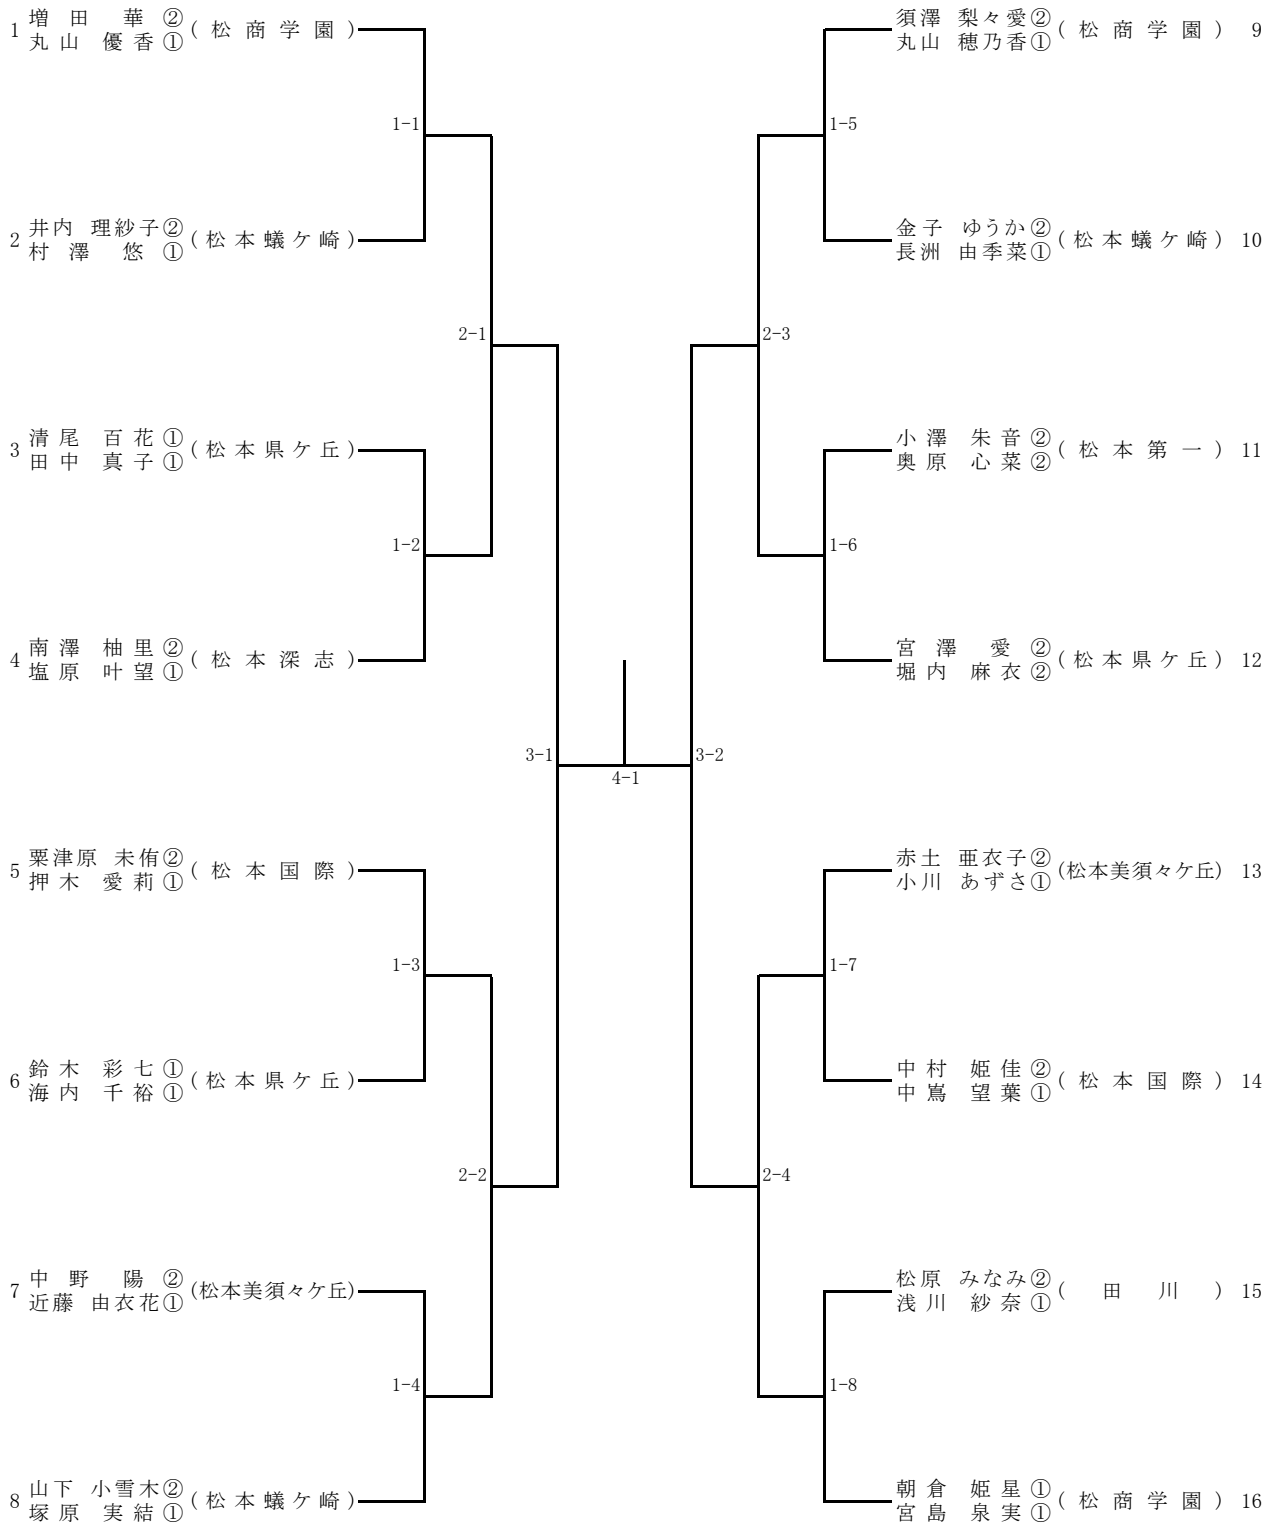 1 増田 華② (松商学園)
丸山 優香①
1-1
2 井内 理紗子② (松本蟻ケ崎)
村澤 悠①
2-1
3 清尾 百花① (松本県ケ丘)
田中 真子①
1-2
4 南澤 柚里② (松本深志)
塩原 叶望①
3-1
5 粟津原 未侑② (松本国際)
押木 愛莉①
1-3
6 鈴木 彩七① (松本県ケ丘)
海内 千裕①
2-2
7 中野 陽② (松本美須々ケ丘)
近藤 由衣花①
1-4
8 山下 小雪木② (松本蟻ケ崎)
塚原 実結①
4-1
須澤 梨々愛② (松商学園) 9
丸山 穂乃香①
1-5
金子 ゆうか② (松本蟻ケ崎) 10
長洲 由季菜①
2-3
小澤 朱音② (松本第一) 11
奥原 心菜②
1-6
宮澤 愛② (松本県ケ丘) 12
堀内 麻衣②
3-2
赤土 亜衣子② (松本美須々ケ丘) 13
小川 あずさ①
1-7
中村 姫佳② (松本国際) 14
中嶌 望葉①
2-4
松原 みなみ② (田川) 15
浅川 紗奈①
1-8
朝倉 姫星① (松商学園) 16
宮島 泉実①